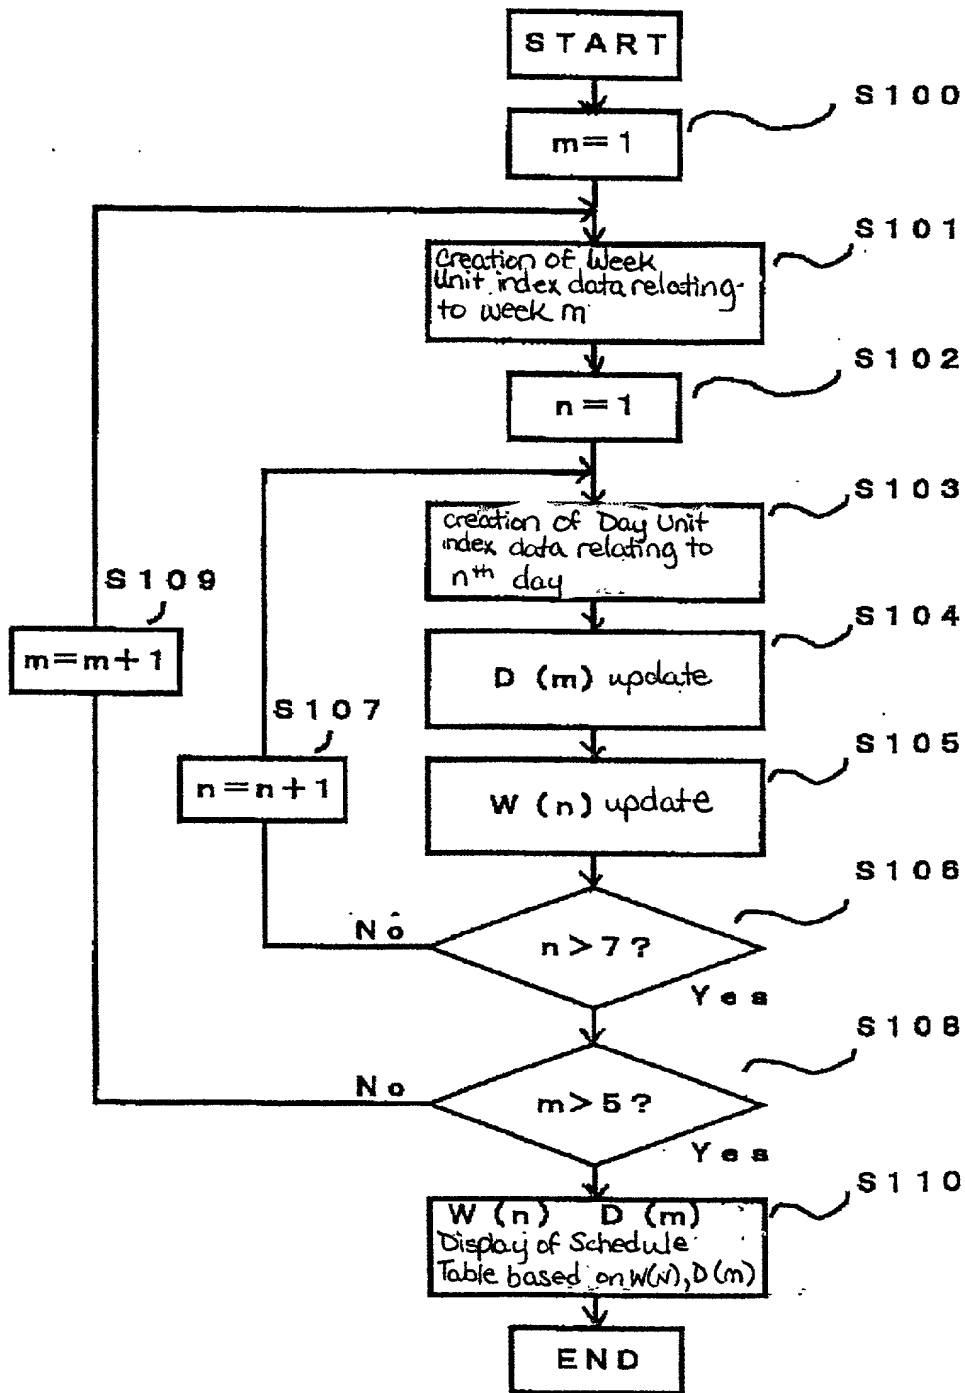 START
S100
m=1
S101
Creation of Week
Unit index data relating
to week m
S102
n=1
S103
creation of Day Unit
index data relating to
nth day
S109
S104
m=m+1
D (m) update
S107
S105
n=n+1
W (n) update
S106
No
n>7?
Yes
S108
No
m>5?
Yes
S110
W (n) D (m)
Display of Schedule
Table based on W(N), D(m)
END